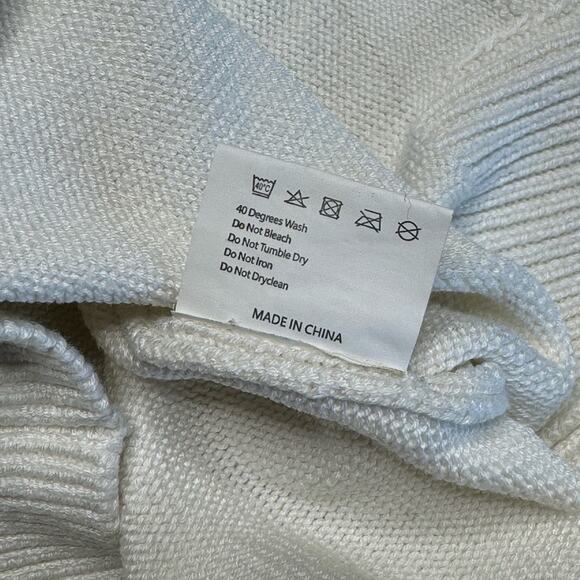 40°C
40 Degrees Wash
Do Not Bleach
Do Not Tumble Dry
Do Not Iron
Do Not Dryclean
MADE IN CHINA